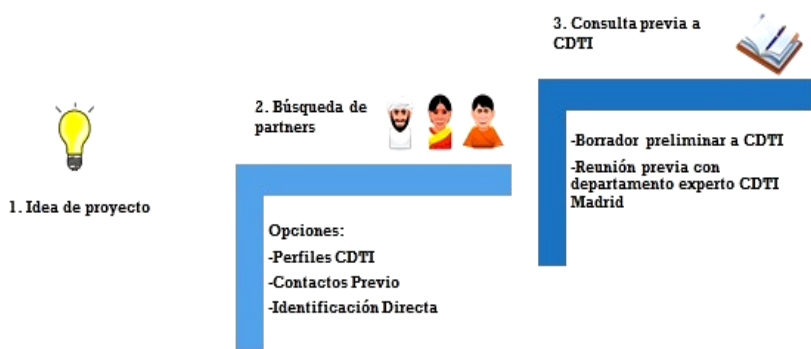 1. Idea de proyecto
2. Búsqueda de
partners
Opciones:
-Perfiles CDTI
-Contactos Previo
-Identificación Directa
3. Consulta previa a
CDTI
-Borrador preliminar a CDTI
-Reunión previa con
departamento experto CDTI
Madrid